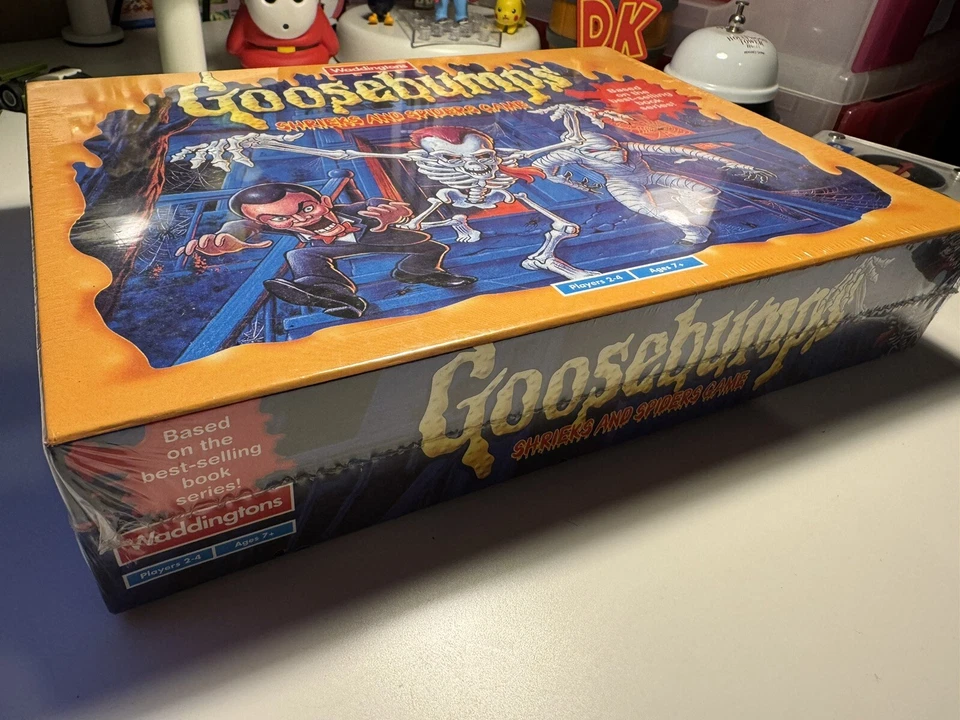 DK
Waddingtons
Goosebumps
SHRIEKS AND SPIDERS GAME
Based
on the
best-selling
book
series!
Players 2-4
Ages 7+
Goosebumps
SHRIEKS AND SPIDERS GAME
Based
on the
best-selling
book
series!
Waddingtons
Players 2-4
Ages 7+